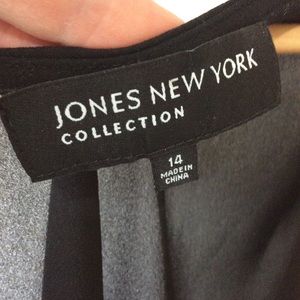 JONES NEW YORK
COLLECTION
14
MADE IN
CHINA